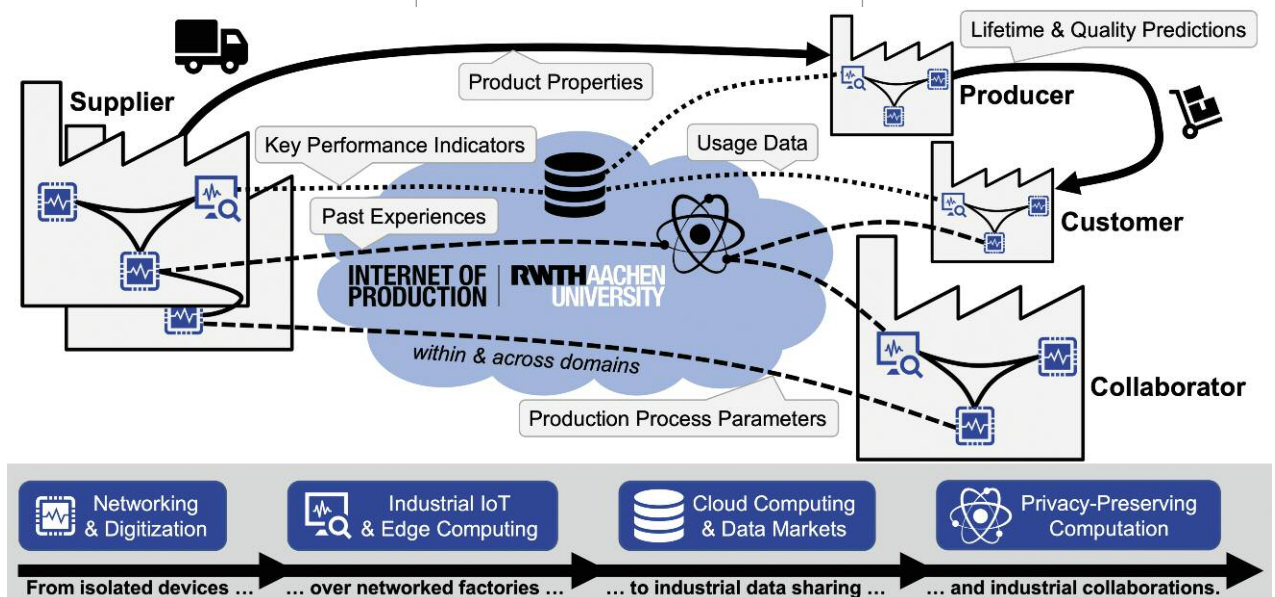 Lifetime & Quality Predictions
Product Properties
Supplier
Producer
Key Performance Indicators
Usage Data
Past Experiences
Customer
INTERNET OF
PRODUCTION
RWTHAACHEN
UNIVERSITY
within & across domains
Collaborator
Production Process Parameters
Networking
& Digitization
Industrial IoT
& Edge Computing
Cloud Computing
& Data Markets
Privacy-Preserving
Computation
From isolated devices ...
... over networked factories ...
... to industrial data sharing ...
... and industrial collaborations.